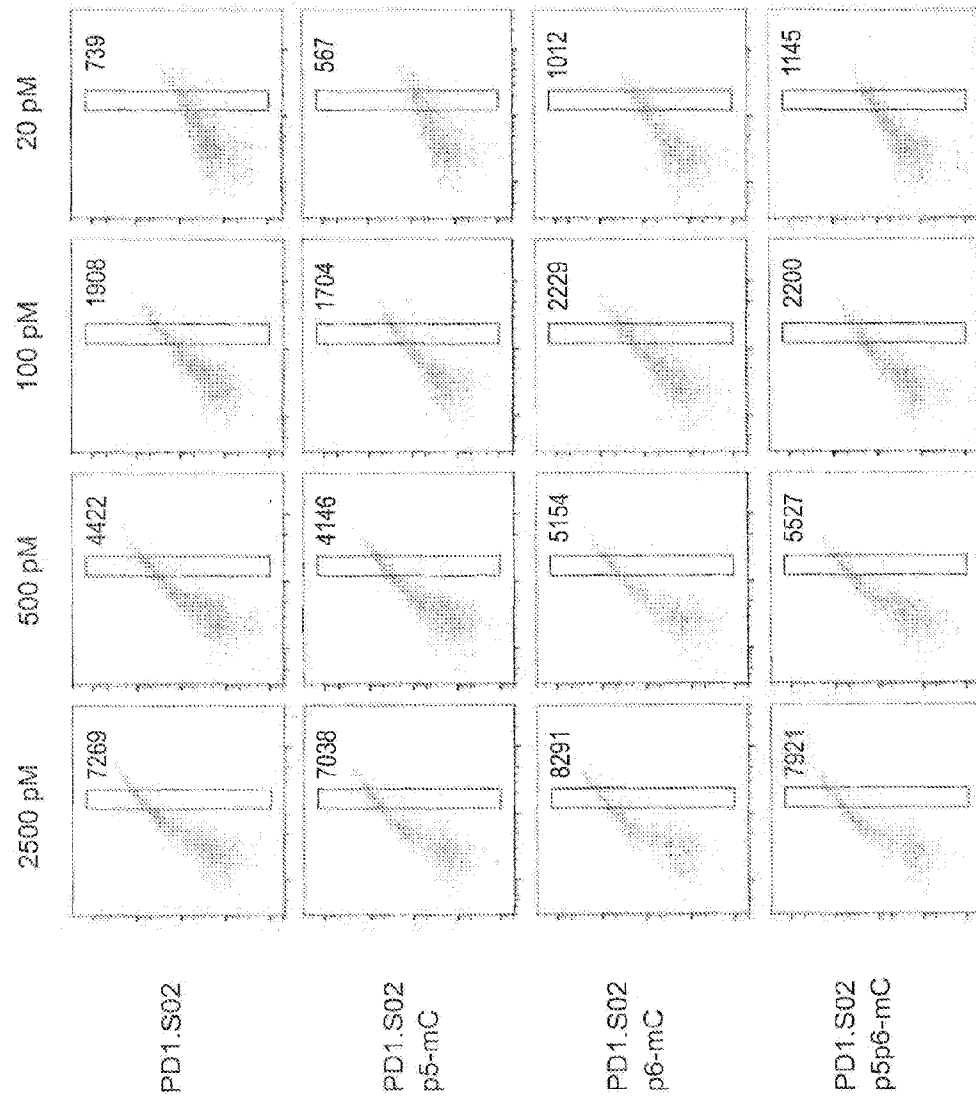 2500 pM 500 pM 100 pM 20 pM
PD1.S02 7269 4422 1908 739
PD1.S02
p5-mC
7038 4146 1704 567
PD1.S02
p6-mC
8291 5154 2229 1012
PD1.S02
p5p6-mC
7921 5527 2200 1145